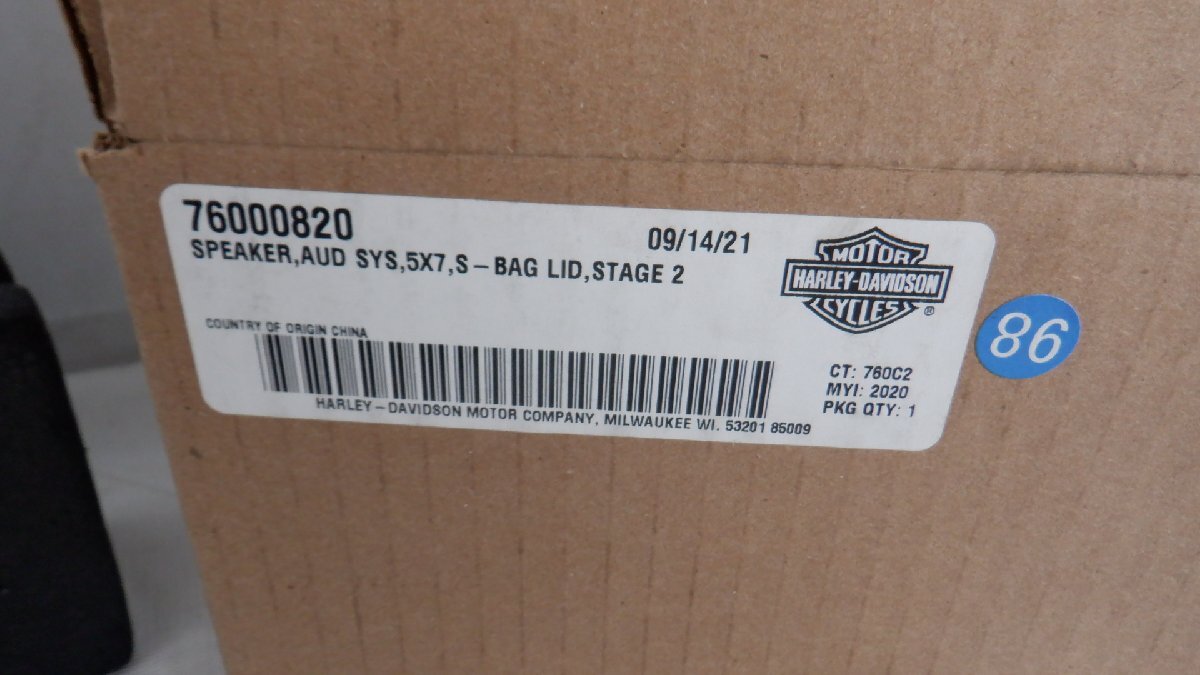 76000820
09/14/21
SPEAKER,AUD SYS,5X7,S-BAG LID,STAGE 2
MOTOR
HARLEY-DAVIDSON
CYCLES®
COUNTRY OF ORIGIN CHINA
HARLEY-DAVIDSON MOTOR COMPANY, MILWAUKEE WI. 53201 85009
CT: 760C2
MYI: 2020
PKG QTY: 1
86